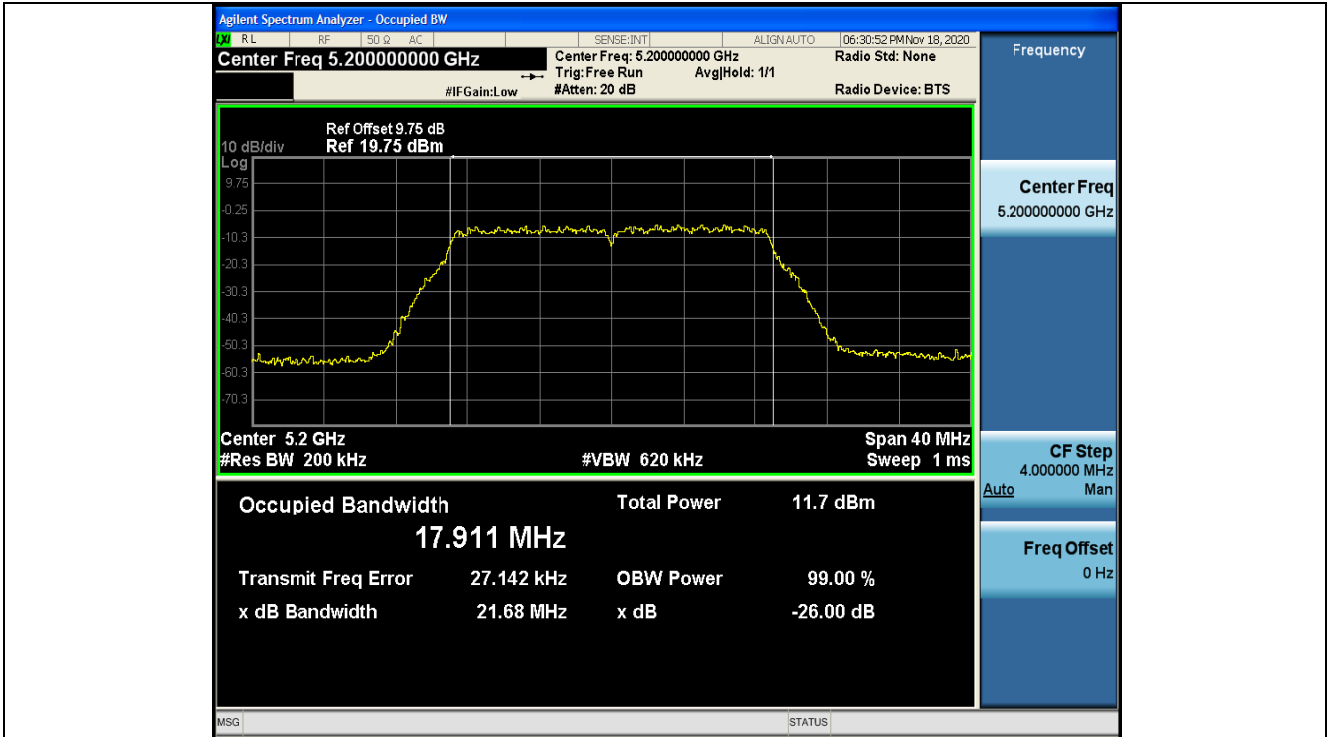 Agilent Spectrum Analyzer - Occupied BW
LXI RL RF 50 Ω AC SENSE:INT ALIGN AUTO 06:30:52 PM Nov 18, 2020
Center Freq 5.200000000 GHz
Center Freq: 5.200000000 GHz
Radio Std: None
Trig: Free Run Avg|Hold: 1/1
#IFGain:Low
#Atten: 20 dB
Radio Device: BTS
Ref Offset 9.75 dB
10 dB/div Ref 19.75 dBm
Log
9.75
-0.25
-10.3
-20.3
-30.3
-40.3
-50.3
-60.3
-70.3
Center 5.2 GHz
Span 40 MHz
#Res BW 200 kHz
#VBW 620 kHz
Sweep 1 ms
Occupied Bandwidth
17.911 MHz
Total Power 11.7 dBm
Transmit Freq Error 27.142 kHz
OBW Power 99.00 %
x dB Bandwidth 21.68 MHz
x dB -26.00 dB
Frequency
Center Freq
5.200000000 GHz
CF Step
4.000000 MHz
Auto Man
Freq Offset
0 Hz
MSG
STATUS